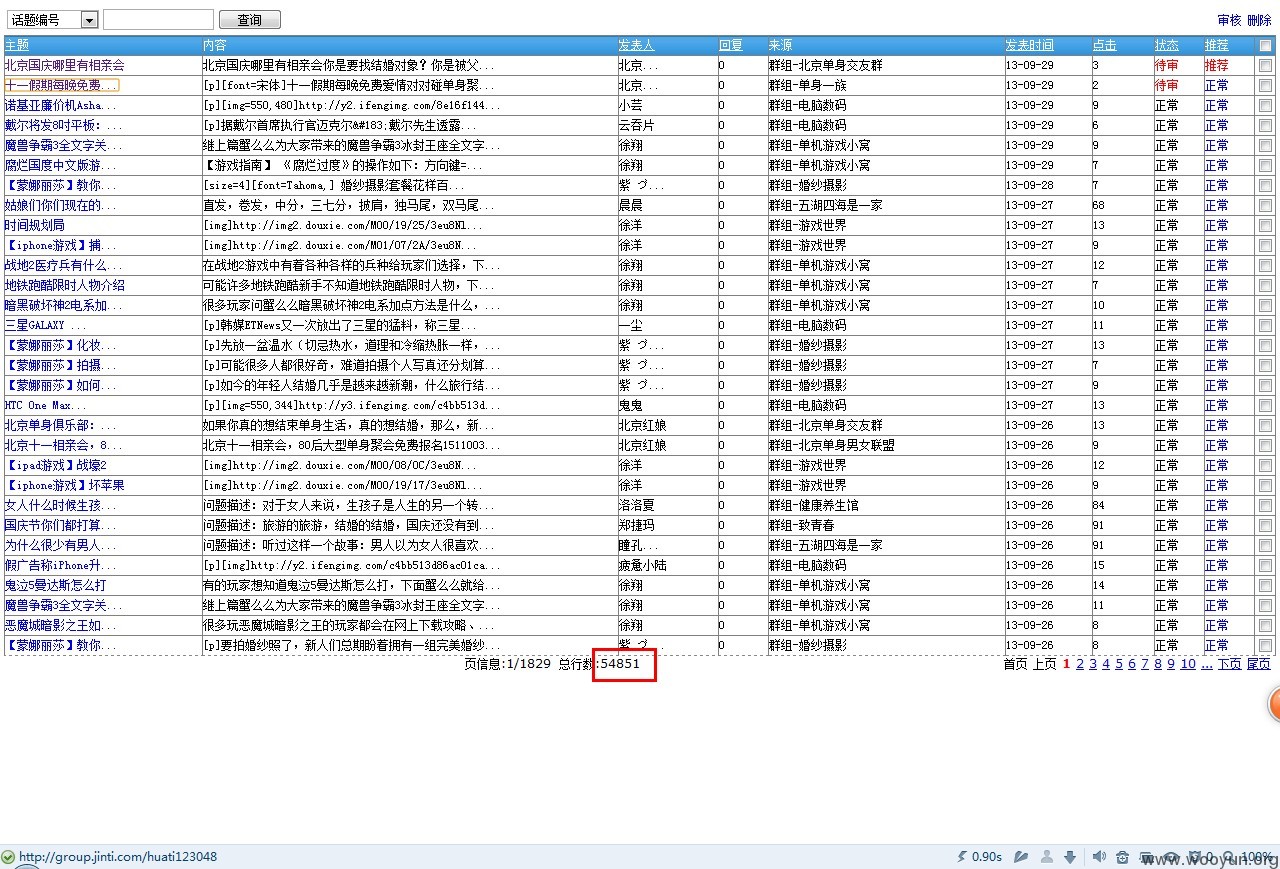 话题编号 查询 审核 删除
主题 内容 发表人 回复 来源 发表时间 点击 状态 推荐
北京国庆哪里有相亲会 北京国庆哪里有相亲会你是要找结婚对象?你是被父... 北京... 0 群组-北京单身交友群 13-09-29 3 待审 推荐
十一假期每晚免费... [p][font=宋体]十一假期每晚免费爱情对对碰单身聚... 北京... 0 群组-单身一族 13-09-29 2 待审 正常
诺基亚廉价机Asha... [p][img=550,480]http://y2.ifengimg.com/8e16f144... 小芸 0 群组-电脑数码 13-09-29 9 正常 正常
戴尔将发8吋平板：... [p]据戴尔首席执行官迈克尔&#183;戴尔先生透露... 云吞片 0 群组-电脑数码 13-09-29 6 正常 正常
魔兽争霸3全文字关... 继上篇蟹么么为大家带来的魔兽争霸3冰封王座全文字... 徐翔 0 群组-单机游戏小窝 13-09-29 9 正常 正常
腐烂国度中文版游... 【游戏指南】 《腐烂过度》的操作如下：方向键=... 徐翔 0 群组-单机游戏小窝 13-09-29 7 正常 正常
【蒙娜丽莎】教你... [size=4][font=Tahoma,] 婚纱摄影套餐花样百... 紫 づ... 0 群组-婚纱摄影 13-09-28 7 正常 正常
姑娘们你们现在的... 直发，卷发，中分，三七分，披肩，独马尾，双马尾... 晨晨 0 群组-五湖四海是一家 13-09-27 68 正常 正常
时间规划局 [img]http://img2.douxie.com/M00/19/25/3eu8Nl... 徐洋 0 群组-游戏世界 13-09-27 13 正常 正常
【iphone游戏】捕... [img]http://img2.douxie.com/M01/07/2A/3eu8N... 徐洋 0 群组-游戏世界 13-09-27 9 正常 正常
战地2医疗兵有什么... 在战地2游戏中有着各种各样的兵种给玩家们选择，下... 徐翔 0 群组-单机游戏小窝 13-09-27 12 正常 正常
地铁跑酷限时人物介绍 可能许多地铁跑酷新手不知道地铁跑酷限时人物，下... 徐翔 0 群组-单机游戏小窝 13-09-27 7 正常 正常
暗黑破坏神2电系加... 很多玩家问蟹么么暗黑破坏神2电系加点方法是什么，... 徐翔 0 群组-单机游戏小窝 13-09-27 10 正常 正常
三星GALAXY ... [p]韩媒ETNews又一次放出了三星的猛料，称三星... 一尘 0 群组-电脑数码 13-09-27 11 正常 正常
【蒙娜丽莎】化妆... [p]先放一盆温水（切忌热水，道理和冷缩热胀一样，... 紫 づ... 0 群组-婚纱摄影 13-09-27 13 正常 正常
【蒙娜丽莎】拍摄... [p]可能很多人都很好奇，难道拍摄个人写真还分划算... 紫 づ... 0 群组-婚纱摄影 13-09-27 7 正常 正常
【蒙娜丽莎】如何... [p]如今的年轻人结婚几乎是越来越新潮，什么旅行结... 紫 づ... 0 群组-婚纱摄影 13-09-27 9 正常 正常
HTC One Max... [p][img=550,344]http://y3.ifengimg.com/c4bb513d... 鬼鬼 0 群组-电脑数码 13-09-27 13 正常 正常
北京单身俱乐部：... 如果你真的想结束单身生活，真的想结婚，那么，新... 北京红娘 0 群组-北京单身交友群 13-09-26 13 正常 正常
北京十一相亲会，8... 北京十一相亲会，80后大型单身聚会免费报名1511003... 北京红娘 0 群组-北京单身男女联盟 13-09-26 9 正常 正常
【ipad游戏】战壕2 [img]http://img2.douxie.com/M00/08/0C/3eu8N... 徐洋 0 群组-游戏世界 13-09-26 12 正常 正常
【iphone游戏】坏苹果 [img]http://img2.douxie.com/M00/19/17/3eu8Nl... 徐洋 0 群组-游戏世界 13-09-26 9 正常 正常
女人什么时候生孩... 问题描述：对于女人来说，生孩子是人生的另一个转... 洛洛夏 0 群组-健康养生馆 13-09-26 84 正常 正常
国庆节你们都打算... 问题描述：旅游的旅游，结婚的结婚，国庆还没有到... 郑捷玛 0 群组-致青春 13-09-26 91 正常 正常
为什么很少有男人... 问题描述：听过这样一个故事：男人以为女人很喜欢... 瞳孔... 0 群组-五湖四海是一家 13-09-26 91 正常 正常
假广告称iPhone升... [p][img]http://y2.ifengimg.com/c4bb513d86ac01ca... 疲惫小陆 0 群组-电脑数码 13-09-26 15 正常 正常
鬼泣5曼达斯怎么打 有的玩家想知道鬼泣5曼达斯怎么打，下面蟹么么就给... 徐翔 0 群组-单机游戏小窝 13-09-26 14 正常 正常
魔兽争霸3全文字关... 继上篇蟹么么为大家带来的魔兽争霸3冰封王座全文字... 徐翔 0 群组-单机游戏小窝 13-09-26 11 正常 正常
恶魔城暗影之王如... 很多玩恶魔城暗影之王的玩家都会在网上下载攻略、... 徐翔 0 群组-单机游戏小窝 13-09-26 8 正常 正常
【蒙娜丽莎】教你... [p]要拍婚纱照了，新人们总期盼着拥有一组完美婚纱... 紫 づ... 0 群组-婚纱摄影 13-09-26 8 正常 正常
页信息:1/1829 总行数:54851 首页 上页 1 2 3 4 5 6 7 8 9 10 ... 下页 尾页
http://group.jinti.com/huati123048 0.90s 0 100%
www.wooyun.org